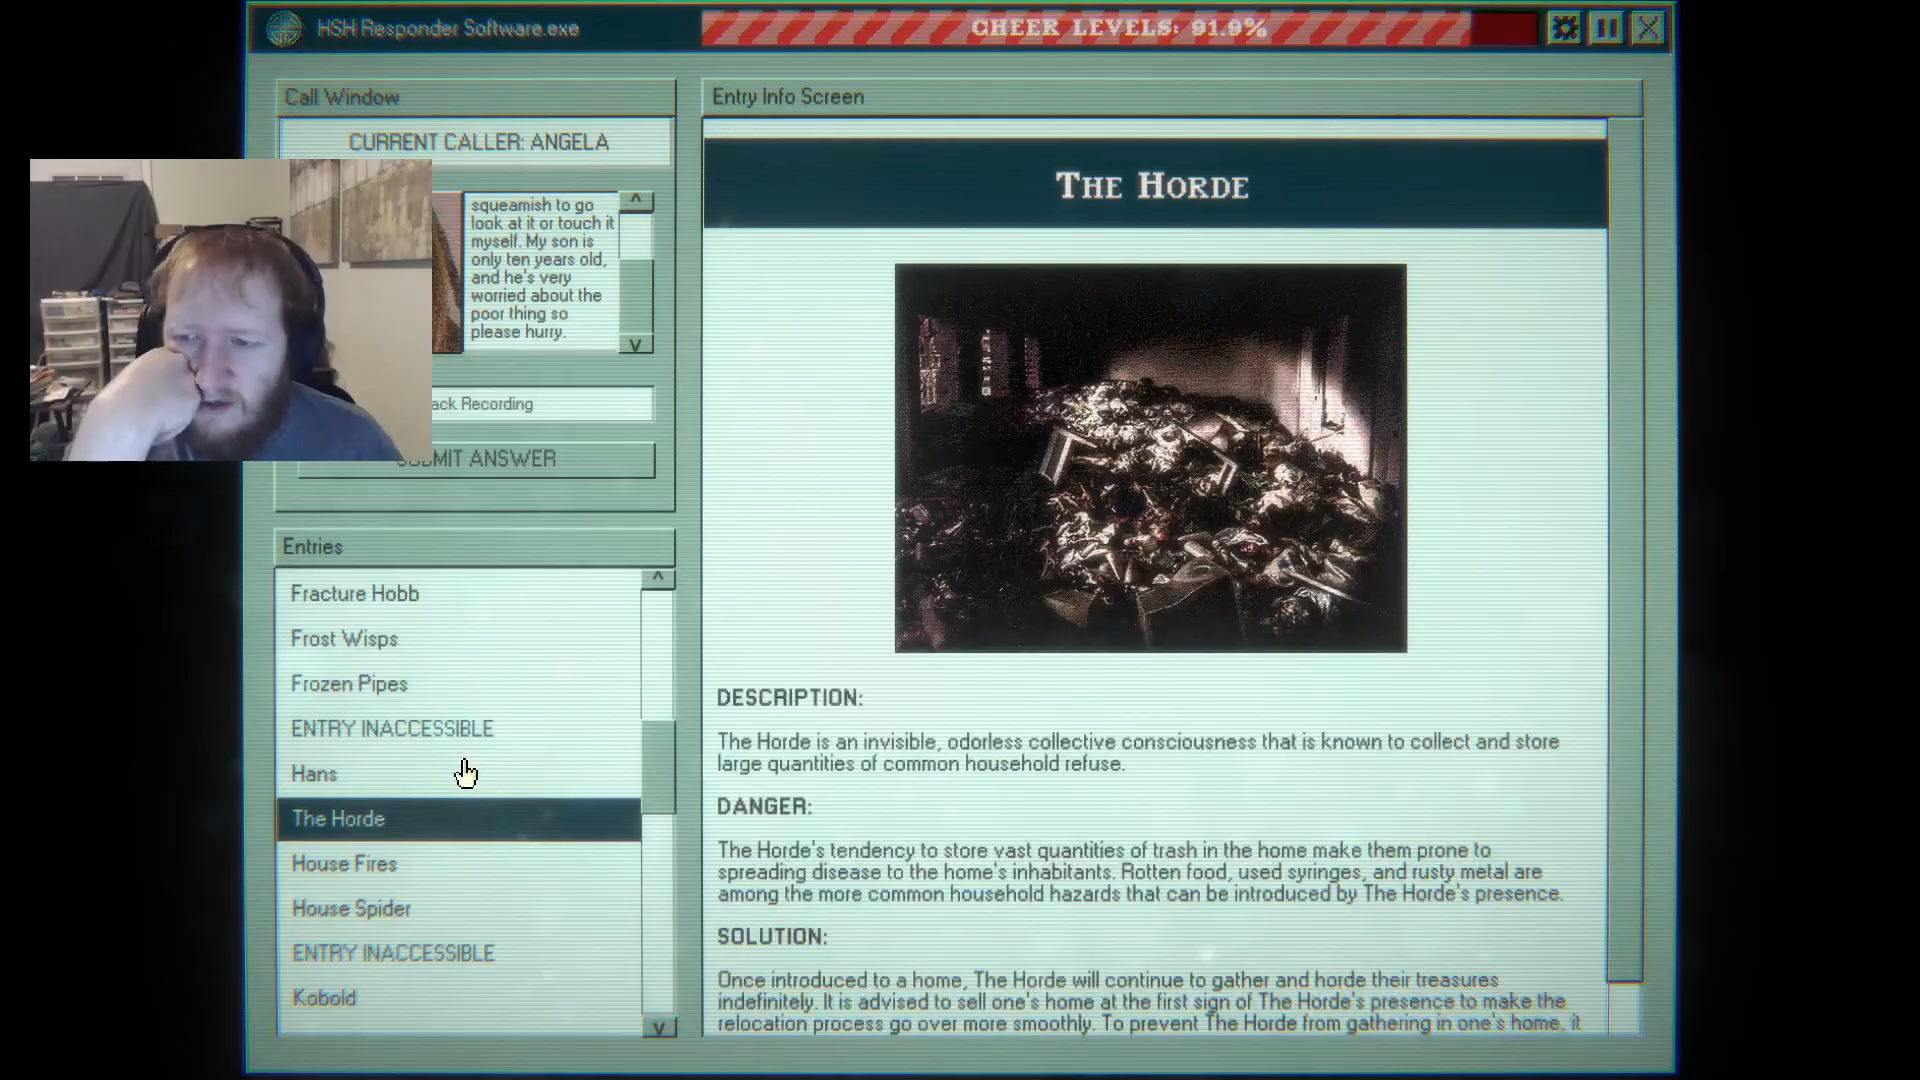 HSH Responder Software.exe
CHEER LEVELS: 91.9%
Call Window
CURRENT CALLER: ANGELA
squeamish to go
look at it or touch it
myself. My son is
only ten years old,
and he's very
worried about the
poor thing so
please hurry.
ack Recording
SUBMIT ANSWER
Entries
Fracture Hobb
Frost Wisps
Frozen Pipes
ENTRY INACCESSIBLE
Hans
The Horde
House Fires
House Spider
ENTRY INACCESSIBLE
Kobold
Entry Info Screen
THE HORDE
DESCRIPTION:
The Horde is an invisible, odorless collective consciousness that is known to collect and store
large quantities of common household refuse.
DANGER:
The Horde's tendency to store vast quantities of trash in the home make them prone to
spreading disease to the home's inhabitants. Rotten food, used syringes, and rusty metal are
among the more common household hazards that can be introduced by The Horde's presence.
SOLUTION:
Once introduced to a home, The Horde will continue to gather and horde their treasures
indefinitely. It is advised to sell one's home at the first sign of The Horde's presence to make the
relocation process go over more smoothly. To prevent The Horde from gathering in one's home, it